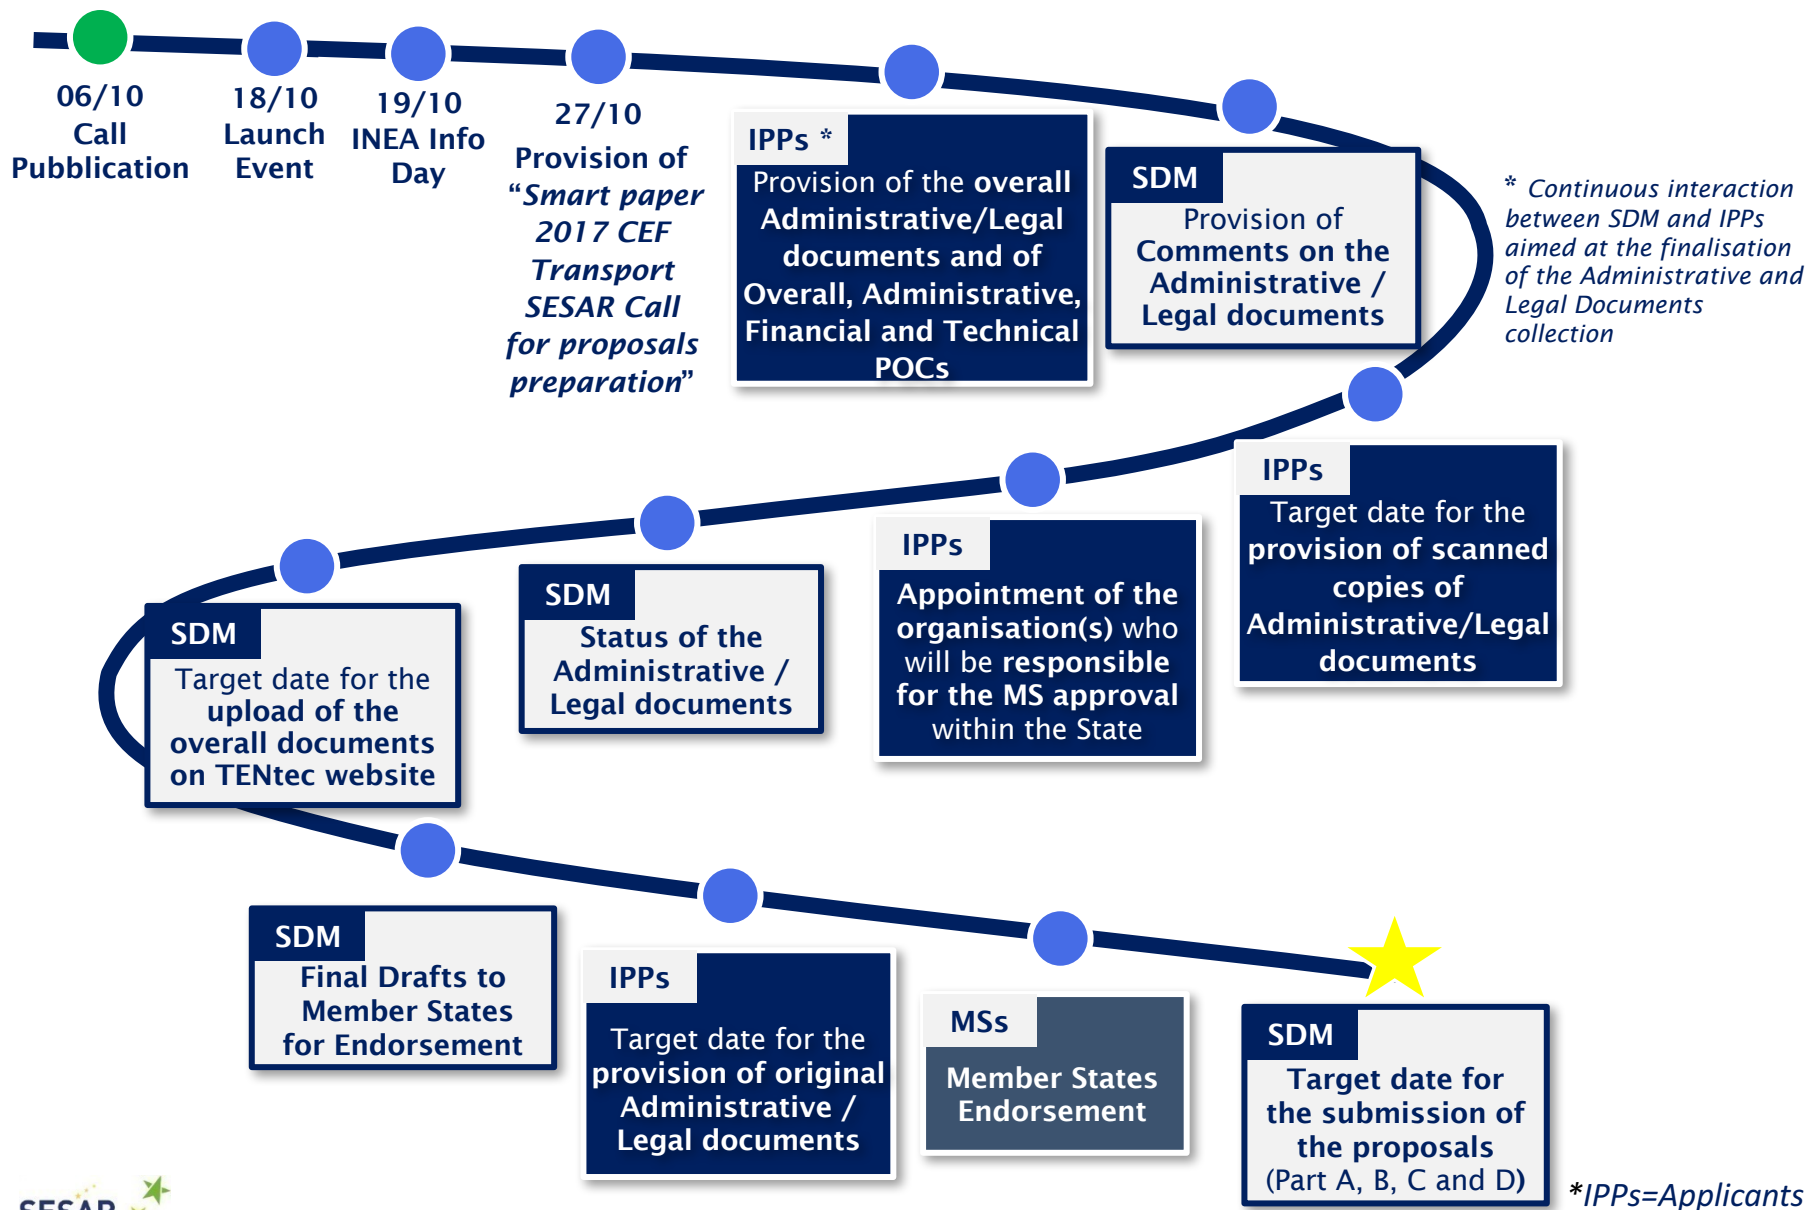 06/10
Call
Pubblication
18/10
Launch
Event
19/10
INEA Info
Day
27/10
Provision of
“Smart paper
2017 CEF
Transport
SESAR Call
for proposals
preparation”
IPPs *
Provision of the overall
Administrative/Legal
documents and of
Overall, Administrative,
Financial and Technical
POCs
SDM
Provision of
Comments on the
Administrative /
Legal documents
* Continuous interaction
between SDM and IPPs
aimed at the finalisation
of the Administrative and
Legal Documents
collection
IPPs
Target date for the
provision of scanned
copies of
Administrative/Legal
documents
IPPs
Appointment of the
organisation(s) who
will be responsible
for the MS approval
within the State
SDM
Status of the
Administrative /
Legal documents
SDM
Target date for the
upload of the
overall documents
on TENtec website
SDM
Final Drafts to
Member States
for Endorsement
IPPs
Target date for the
provision of original
Administrative /
Legal documents
MSs
Member States
Endorsement
SDM
Target date for
the submission of
the proposals
(Part A, B, C and D)
*IPPs=Applicants
SESAR